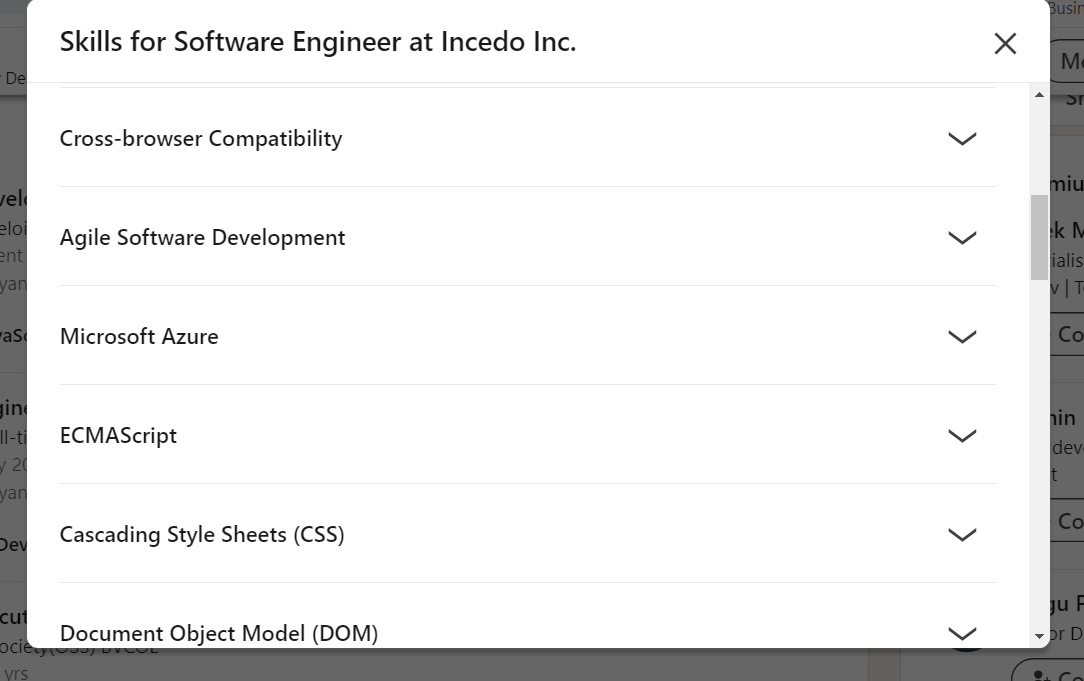 Skills for Software Engineer at Incedo Inc.
Cross-browser Compatibility
Agile Software Development
Microsoft Azure
ECMAScript
Cascading Style Sheets (CSS)
Document Object Model (DOM)
yrs